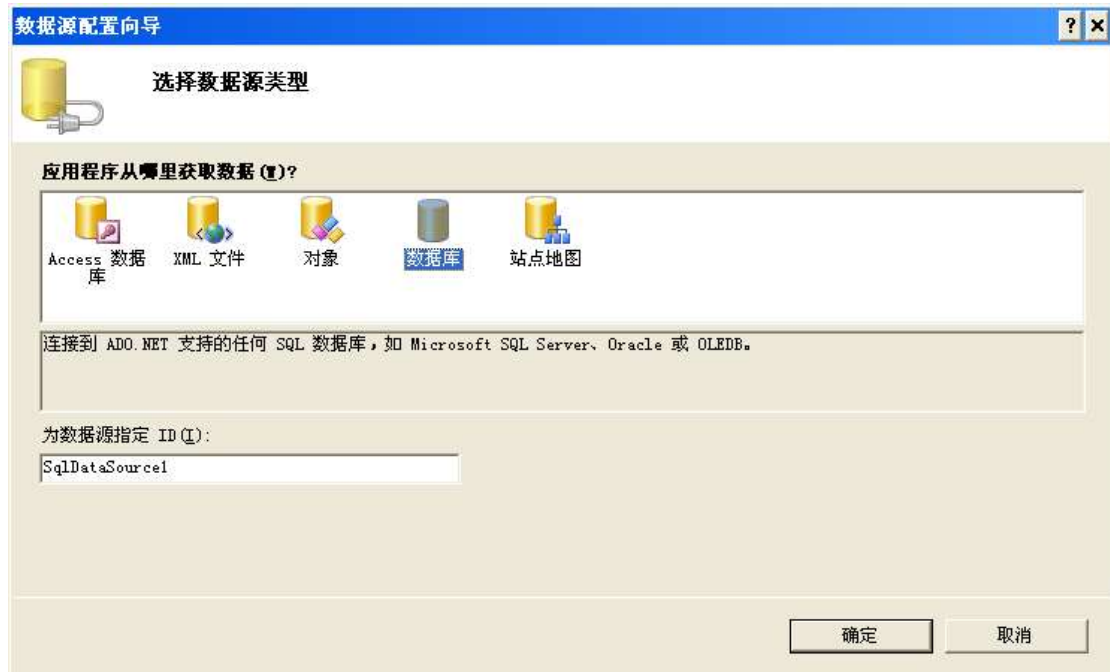 数据源配置向导
选择数据源类型
应用程序从哪里获取数据(W)?
Access 数据库
XML 文件
对象
数据库
站点地图
连接到 ADO.NET 支持的任何 SQL 数据库，如 Microsoft SQL Server、Oracle 或 OLEDB。
为数据源指定 ID(I):
SqlDataSource1
确定
取消